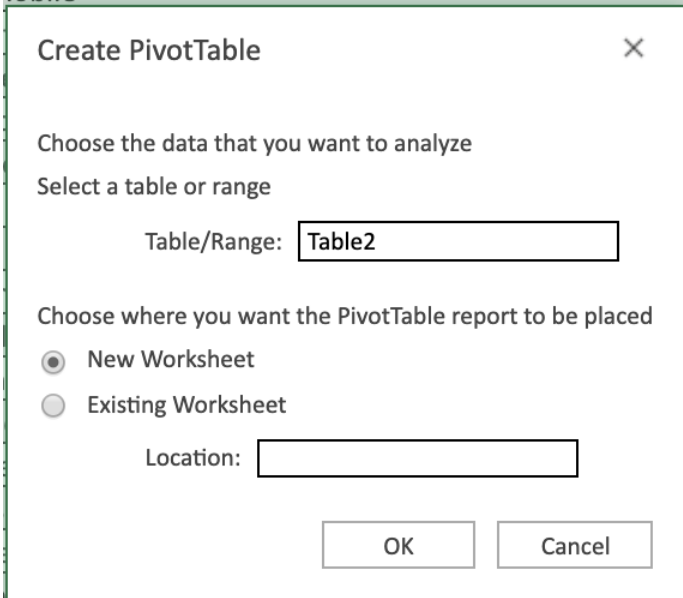 Create PivotTable
Choose the data that you want to analyze
Select a table or range
Table/Range: Table2
Choose where you want the PivotTable report to be placed
New Worksheet
Existing Worksheet
Location:
OK Cancel